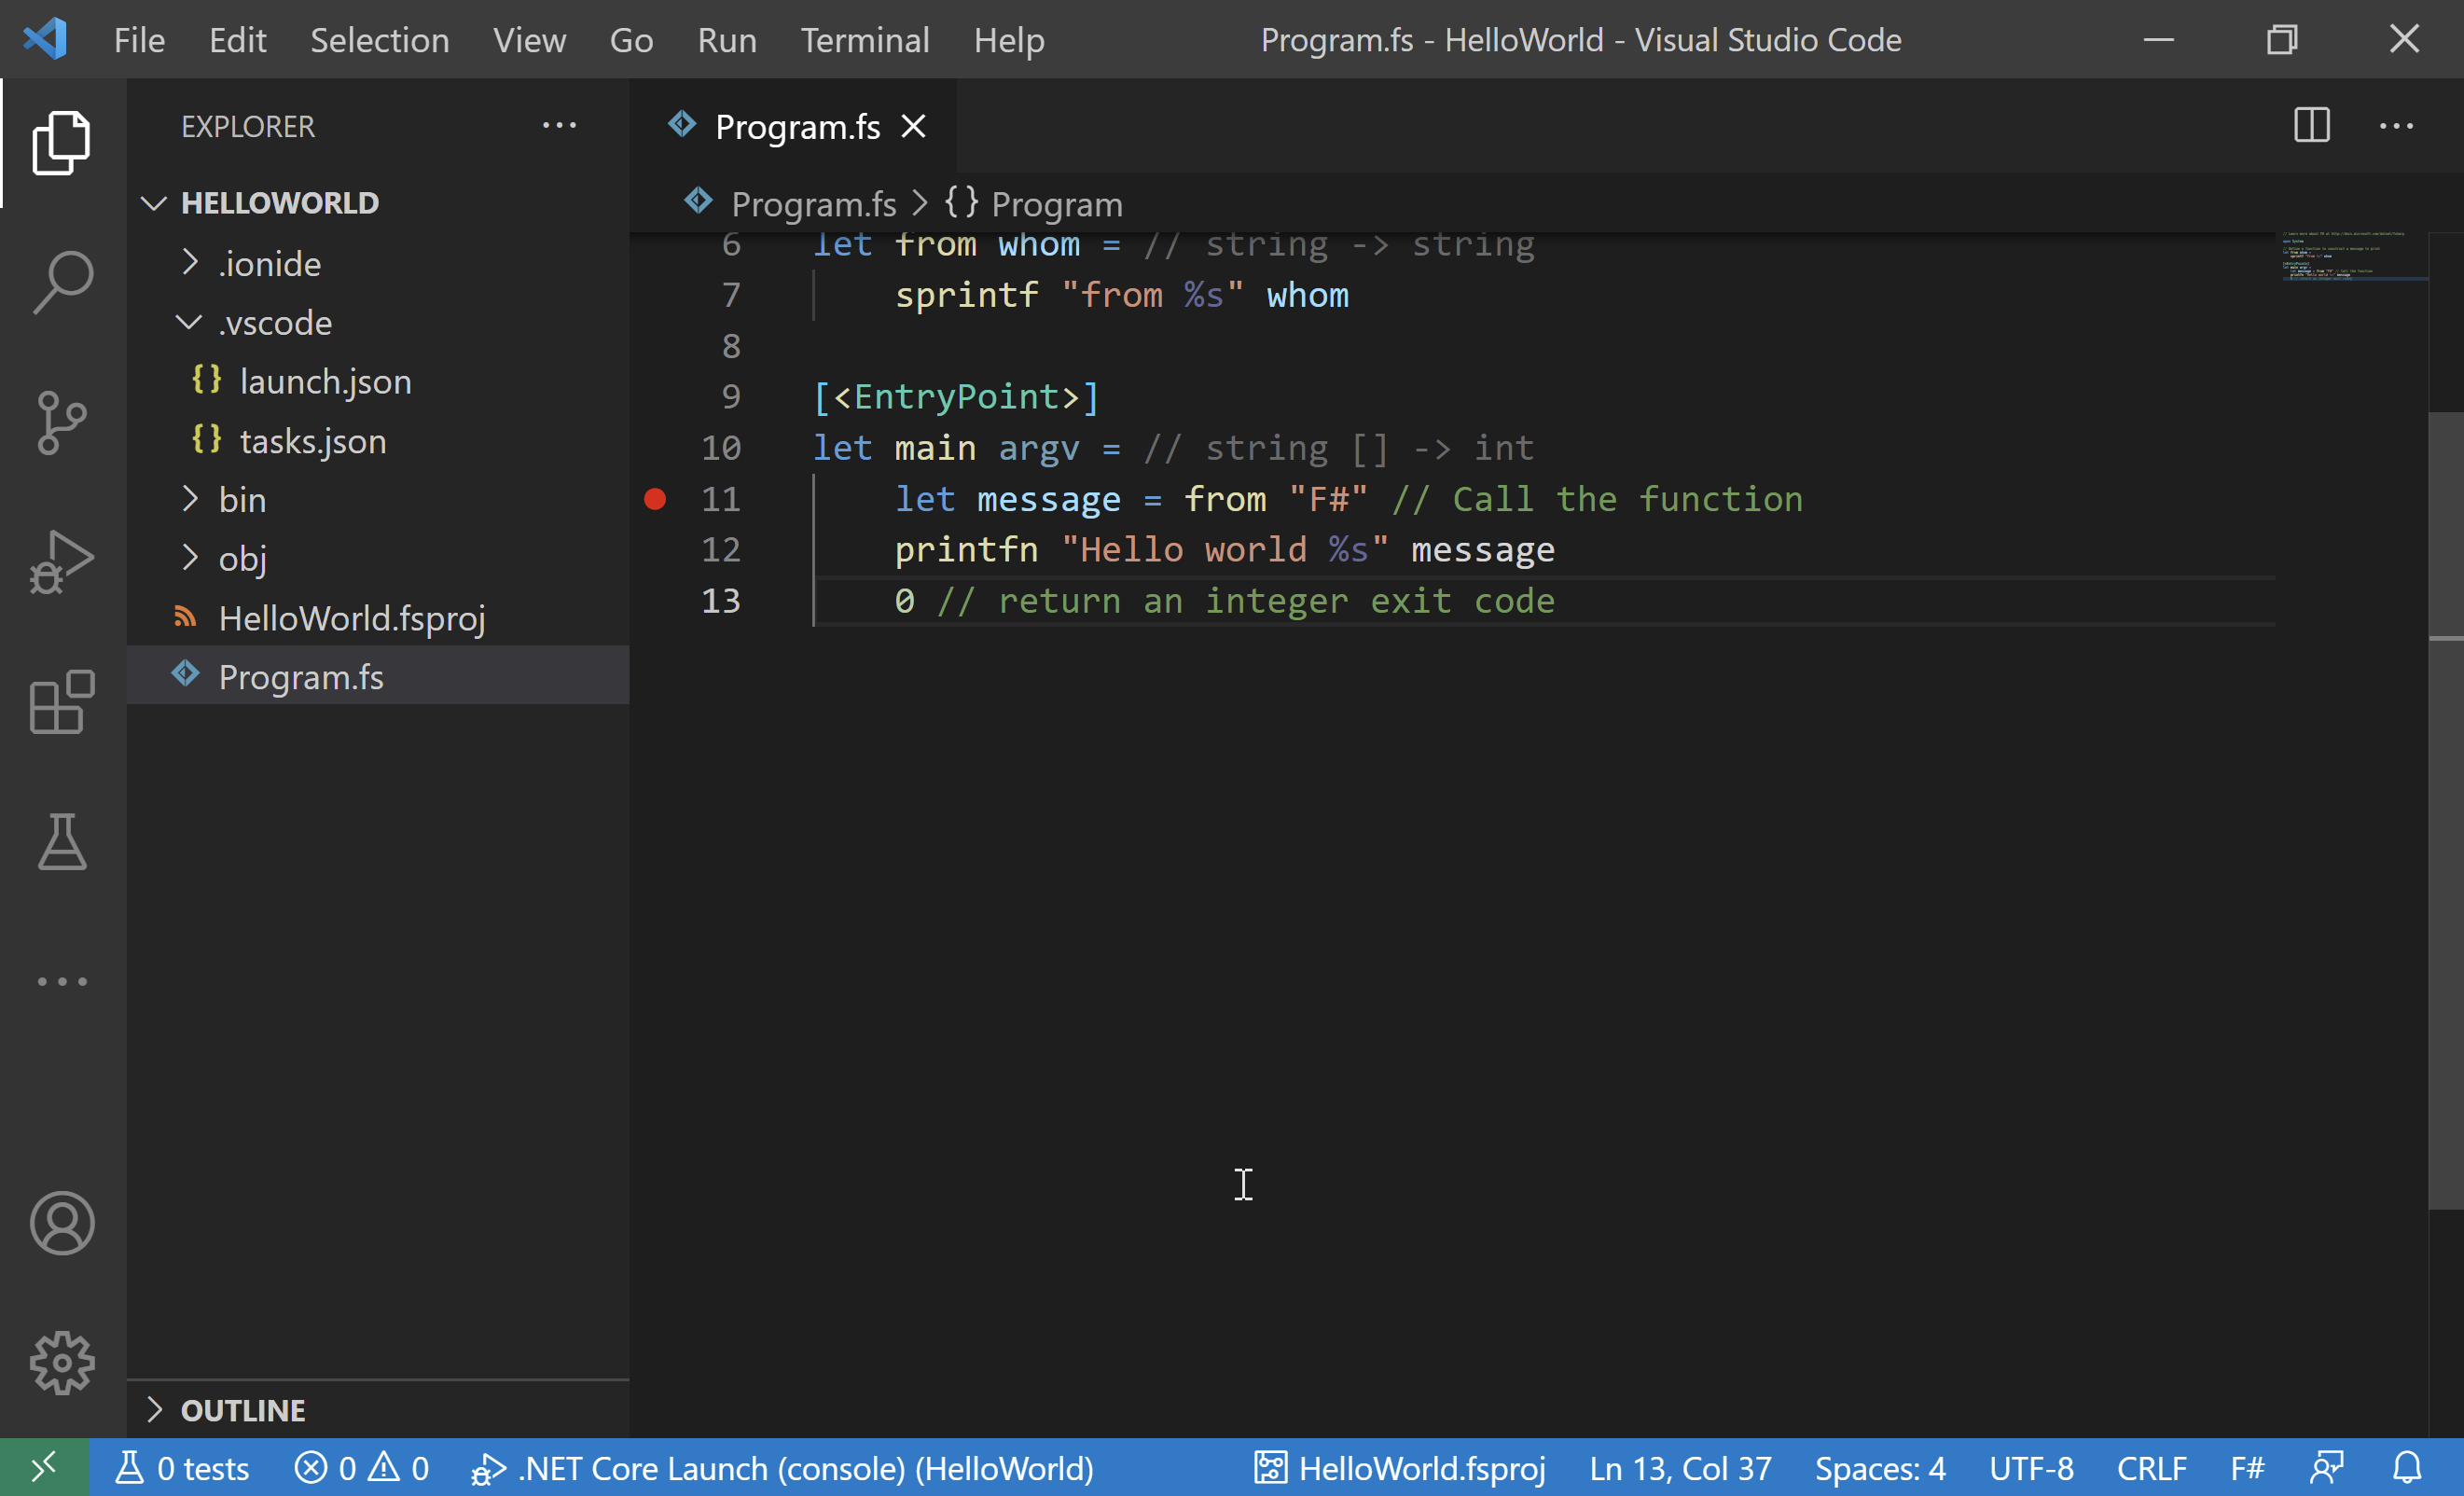 File Edit Selection View Go Run Terminal Help Program.fs - HelloWorld - Visual Studio Code
EXPLORER
HELLOWORLD
.ionide
.vscode
launch.json
tasks.json
bin
obj
HelloWorld.fsproj
Program.fs
OUTLINE
Program.fs
Program.fs > {} Program
6 let from whom = // string -> string
7 sprintf "from %s" whom
8
9 [<EntryPoint>]
10 let main argv = // string [] -> int
11 let message = from "F#" // Call the function
12 printfn "Hello world %s" message
13 0 // return an integer exit code
0 tests 0 0 .NET Core Launch (console) (HelloWorld) HelloWorld.fsproj Ln 13, Col 37 Spaces: 4 UTF-8 CRLF F#